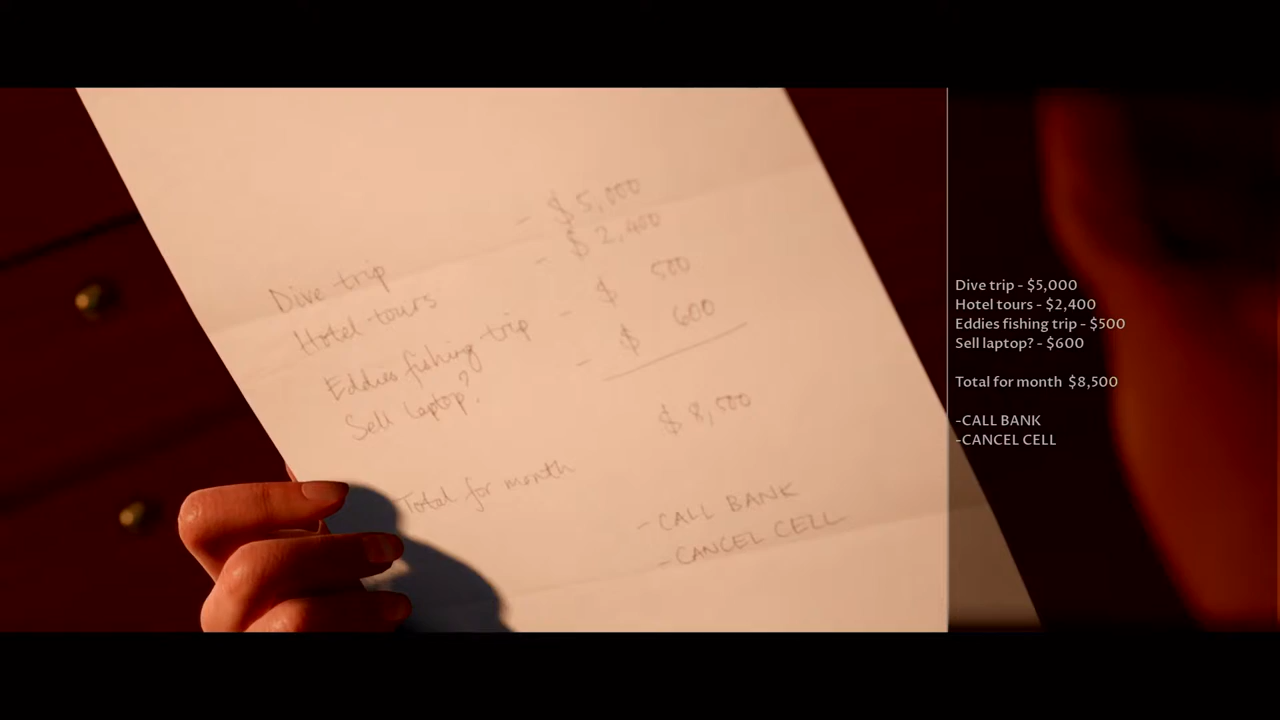 Dive trip - $5,000
Hotel tours - $2,400
Eddies fishing trip - $ 500
Sell laptop? - $ 600
Total for month $8,500
-CALL BANK
-CANCEL CELL
Dive trip - $5,000
Hotel tours - $2,400
Eddies fishing trip - $500
Sell laptop? - $600
Total for month $8,500
-CALL BANK
-CANCEL CELL